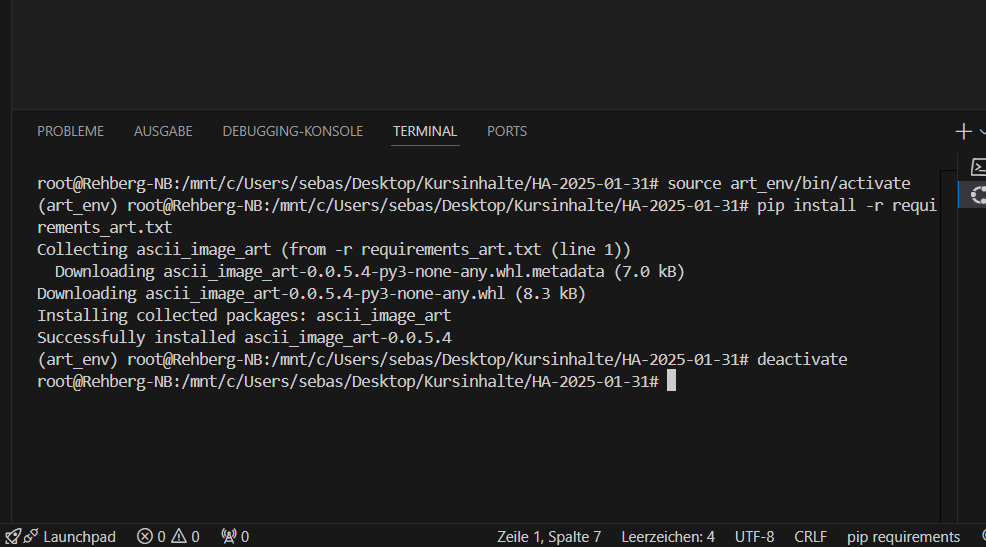 PROBLEME AUSGABE DEBUGGING-KONSOLE TERMINAL PORTS
root@Rehberg-NB:/mnt/c/Users/sebas/Desktop/Kursinhalte/HA-2025-01-31# source art_env/bin/activate
(art_env) root@Rehberg-NB:/mnt/c/Users/sebas/Desktop/Kursinhalte/HA-2025-01-31# pip install -r requi
rements_art.txt
Collecting ascii_image_art (from -r requirements_art.txt (line 1))
  Downloading ascii_image_art-0.0.5.4-py3-none-any.whl.metadata (7.0 kB)
Downloading ascii_image_art-0.0.5.4-py3-none-any.whl (8.3 kB)
Installing collected packages: ascii_image_art
Successfully installed ascii_image_art-0.0.5.4
(art_env) root@Rehberg-NB:/mnt/c/Users/sebas/Desktop/Kursinhalte/HA-2025-01-31# deactivate
root@Rehberg-NB:/mnt/c/Users/sebas/Desktop/Kursinhalte/HA-2025-01-31#
Launchpad 0 0 0 Zeile 1, Spalte 7 Leerzeichen: 4 UTF-8 CRLF pip requirements